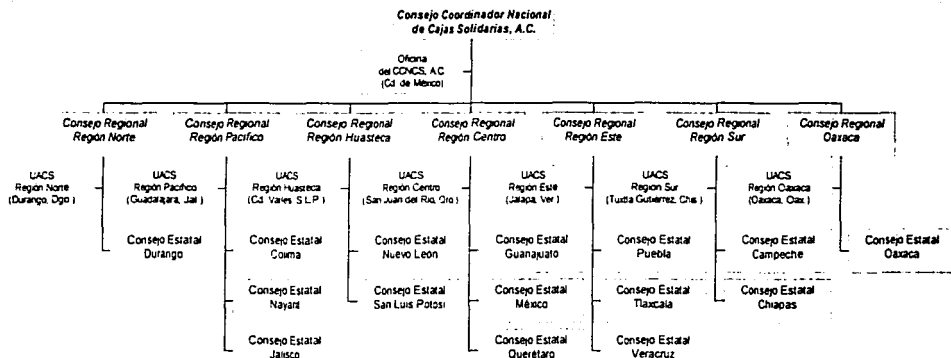 Consejo Coordinador Nacional
de Cajas Solidarias, A.C.
Oficina
del CCNCS, A.C
(Cd. de México)
Consejo Regional
Región Norte
Consejo Regional
Región Pacifico
Consejo Regional
Región Huasteca
Consejo Regional
Región Centro
Consejo Regional
Región Este
Consejo Regional
Región Sur
Consejo Regional
Oaxaca
UACS
Región Norte
(Durango, Dgo.)
UACS
Región Pacifico
(Guadalajara, Jal.)
UACS
Región Huasteca
(Cd. Valles S.L.P.)
UACS
Región Centro
(San Juan del Rio, Qro.)
UACS
Región Este
(Jalapa, Ver.)
UACS
Región Sur
(Tuxtla Gutierrez, Chis.)
UACS
Región Oaxaca
(Oaxaca, Oax.)
Consejo Estatal
Durango
Consejo Estatal
Colima
Consejo Estatal
Nuevo León
Consejo Estatal
Guanajuato
Consejo Estatal
Puebla
Consejo Estatal
Campeche
Consejo Estatal
Oaxaca
Consejo Estatal
Nayarit
Consejo Estatal
San Luis Potosí
Consejo Estatal
México
Consejo Estatal
Tlaxcala
Consejo Estatal
Chiapas
Consejo Estatal
Jalisco
Consejo Estatal
Querétaro
Consejo Estatal
Veracruz